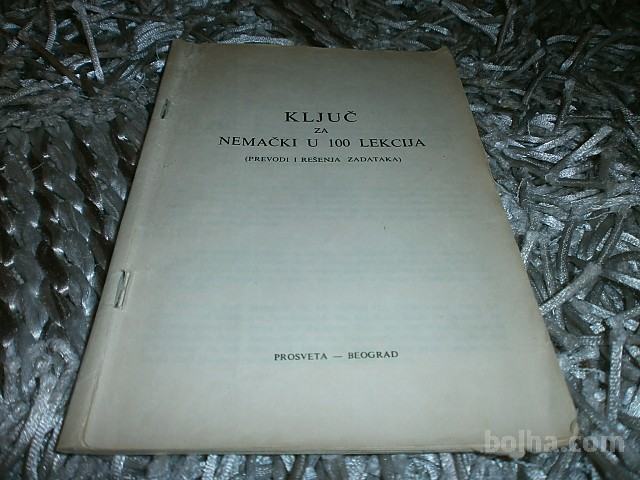 KLJUČ
ZA
NEMAČKI U 100 LEKCIJA
(PREVODI I REŠENJA ZADATAKA)
PROSVETA — BEOGRAD
bolha.com